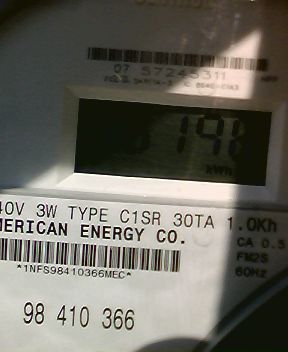 07 57245311
kWh
40V 3W TYPE C1SR 30TA 1.0Kh
MERICAN ENERGY CO.
CA 0.5
*1NFS98410366MEC*
FM2S
60Hz
98 410 366